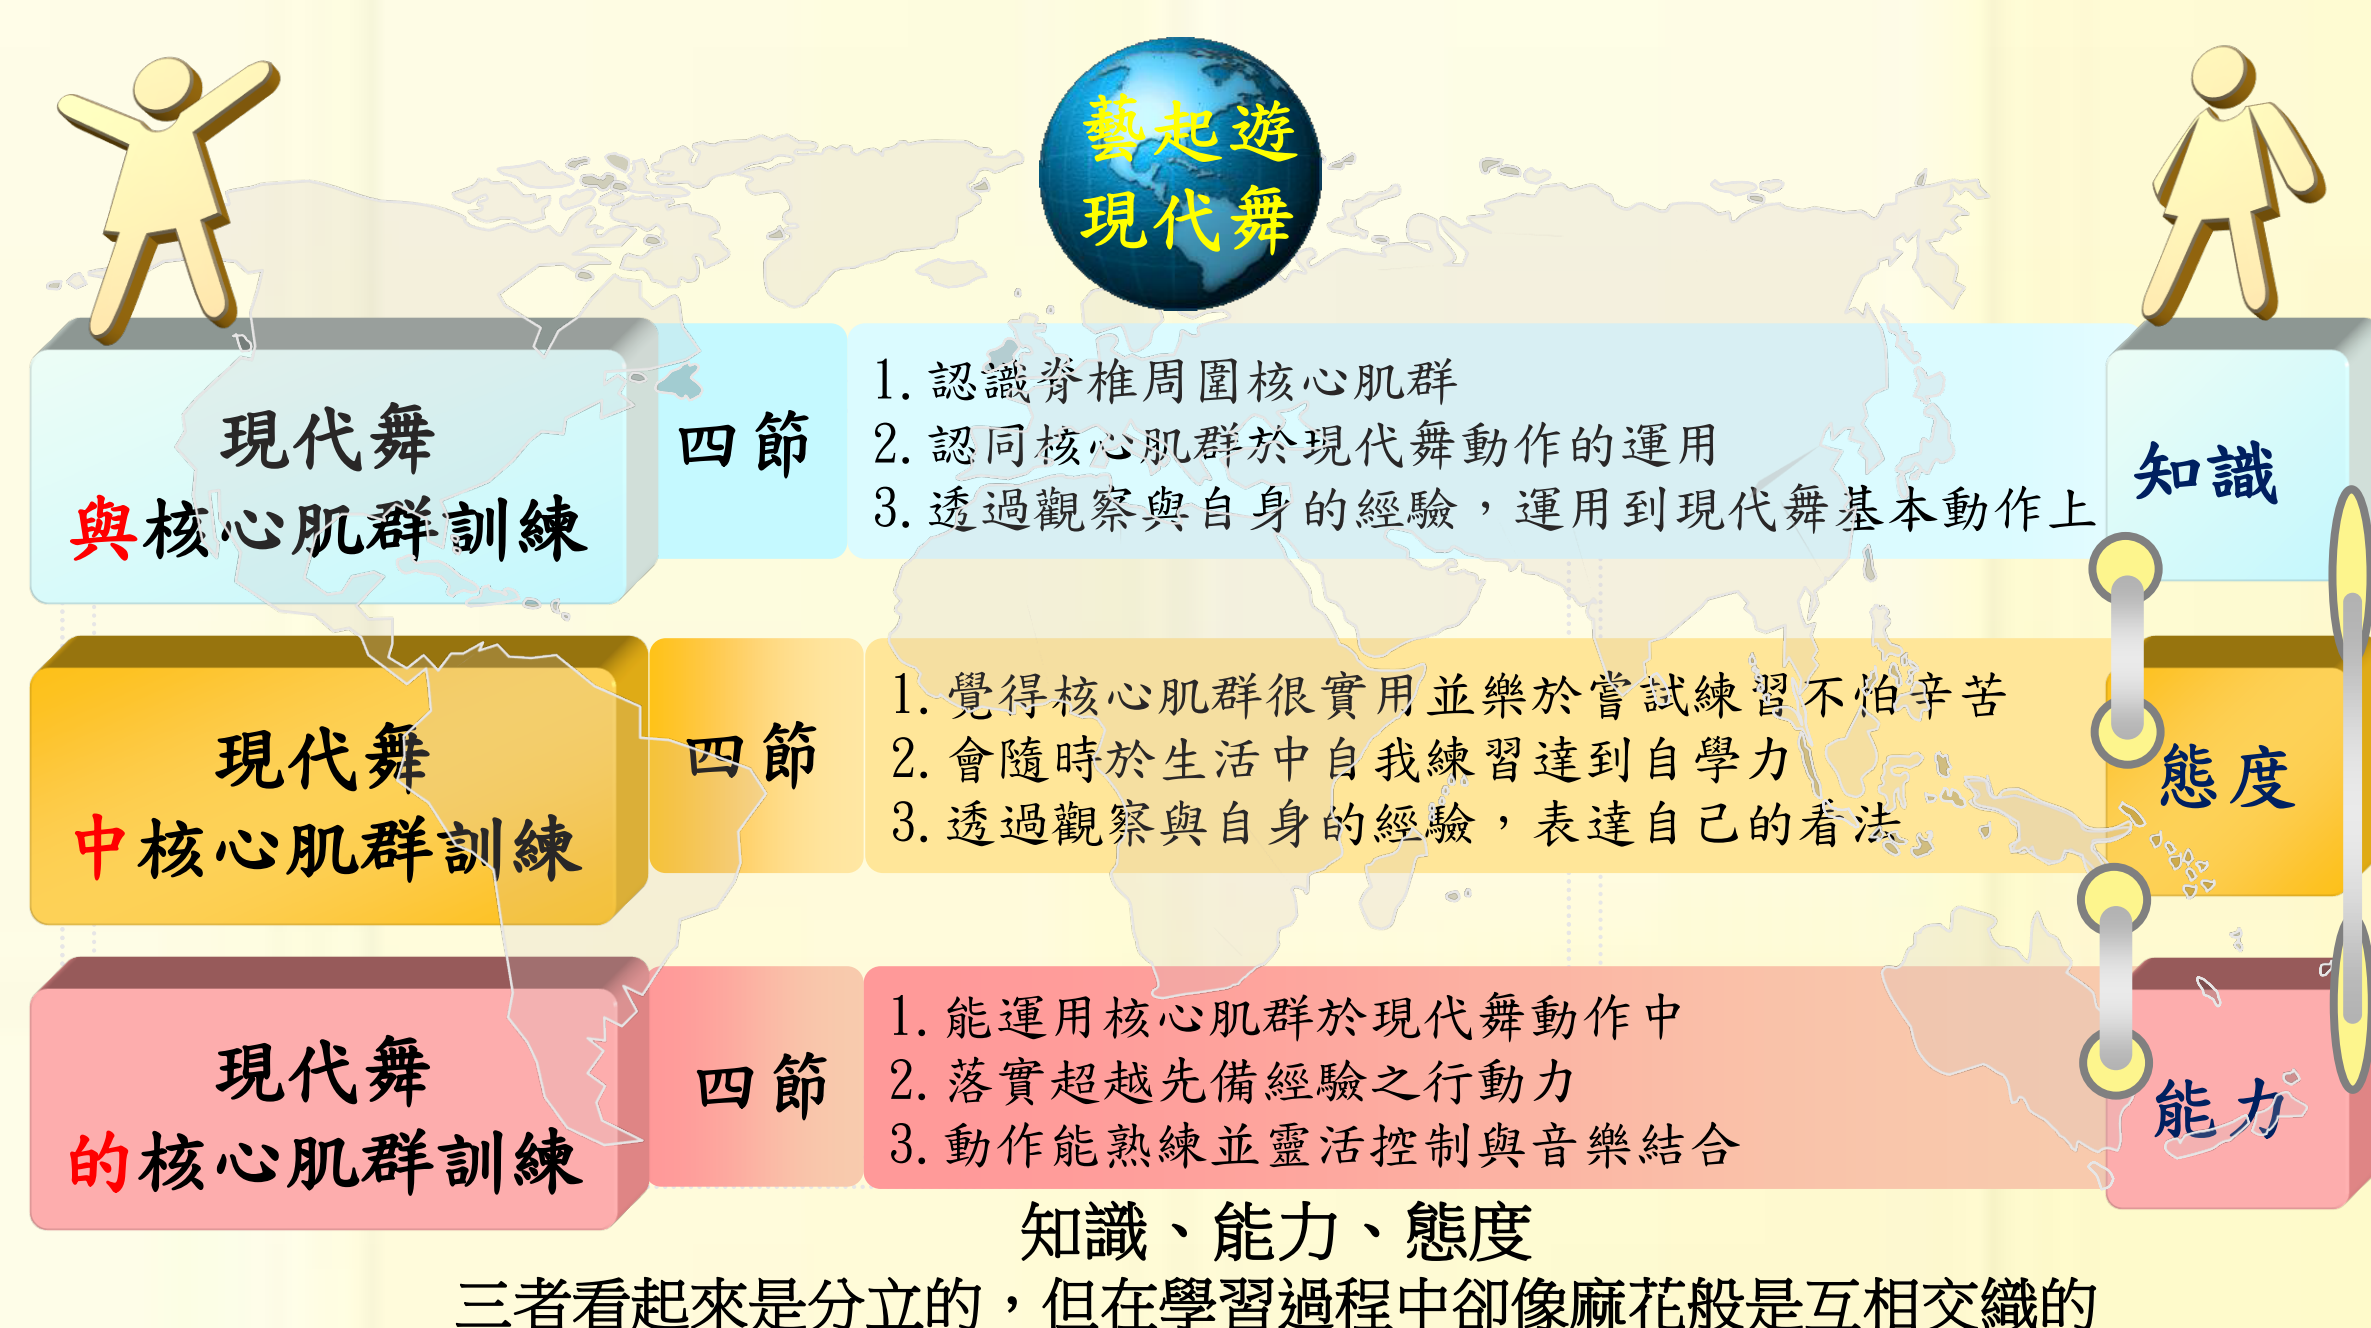 藝起遊
現代舞
現代舞
與核心肌群訓練
四節
1.認識脊椎周圍核心肌群
2.認同核心肌群於現代舞動作的運用
3.透過觀察與自身的經驗，運用到現代舞基本動作上
知識
現代舞
中核心肌群訓練
四節
1.覺得核心肌群很實用並樂於嘗試練習不怕辛苦
2.會隨時於生活中自我練習達到自學力
3.透過觀察與自身的經驗，表達自己的看法
態度
現代舞
的核心肌群訓練
四節
1.能運用核心肌群於現代舞動作中
2.落實超越先備經驗之行動力
3.動作能熟練並靈活控制與音樂結合
能力
知識、能力、態度
三者看起來是分立的，但在學習過程中卻像麻花般是互相交織的